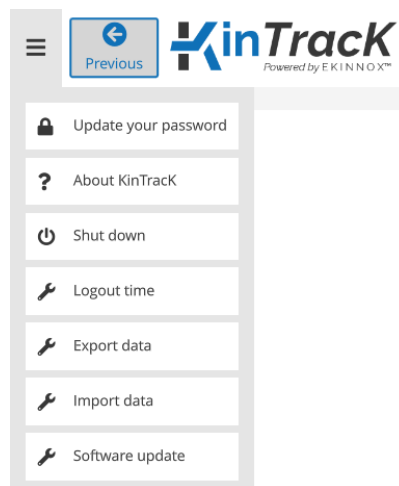 Previous
KinTracK
Powered by EKINNOX™
Update your password
? About KinTracK
Shut down
Logout time
Export data
Import data
Software update